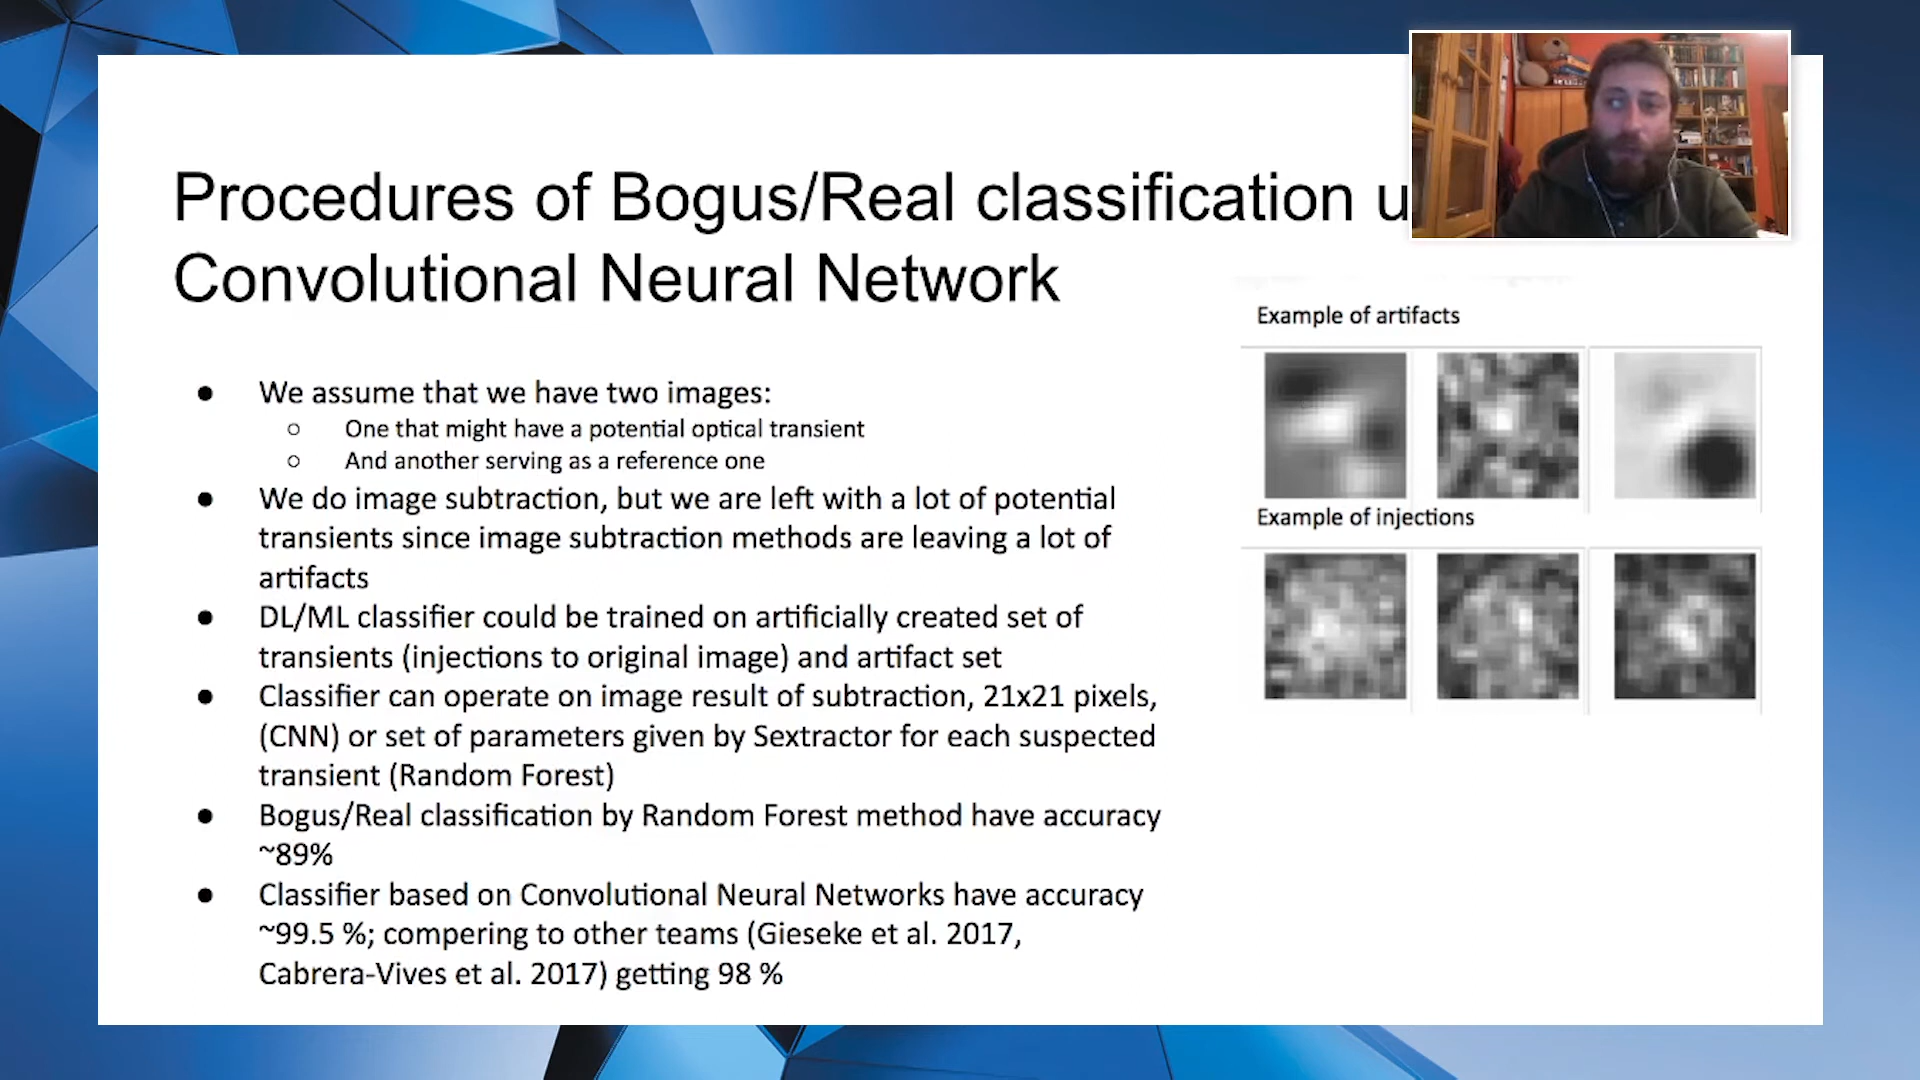 Procedures of Bogus/Real classification
Convolutional Neural Network
Example of artifacts
Example of injections
● We assume that we have two images:
○ One that might have a potential optical transient
○ And another serving as a reference one
● We do image subtraction, but we are left with a lot of potential
transients since image subtraction methods are leaving a lot of
artifacts
● DL/ML classifier could be trained on artificially created set of
transients (injections to original image) and artifact set
● Classifier can operate on image result of subtraction, 21x21 pixels,
(CNN) or set of parameters given by Sextractor for each suspected
transient (Random Forest)
● Bogus/Real classification by Random Forest method have accuracy
~89%
● Classifier based on Convolutional Neural Networks have accuracy
~99.5 %; compering to other teams (Gieseke et al. 2017,
Cabrera-Vives et al. 2017) getting 98 %